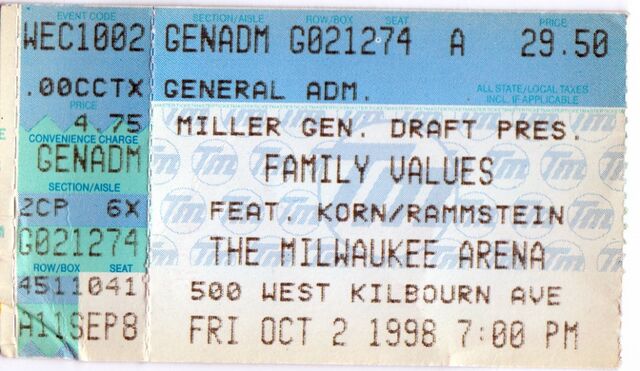 EVENT CODE SECTION/AISLE ROW/BOX SEAT PRICE
WEC1002 GENADM G021274 A 29.50
.00CCTX GENERAL ADM. ALL STATE/LOCAL TAXES
INCL. IF APPLICABLE
PRICE
4.75
CONVENIENCE CHARGE
GENADM
SECTION/AISLE
2CP 6X
G021274
ROW/BOX SEAT
4511041
A11SEP8
MILLER GEN. DRAFT PRES.
FAMILY VALUES
FEAT. KORN/RAMMSTEIN
THE MILWAUKEE ARENA
500 WEST KILBOURN AVE
FRI OCT 2 1998 7:00 PM